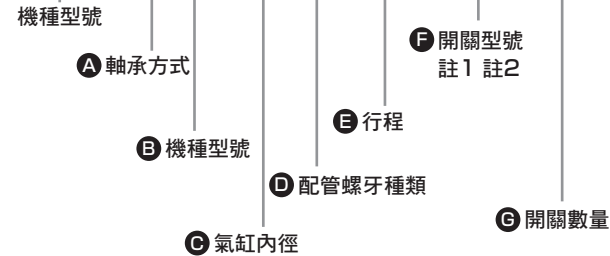 機種型號
A 軸承方式
B 機種型號
C 氣缸內徑
D 配管螺牙種類
E 行程
F 開關型號
註1 註2
G 開關數量